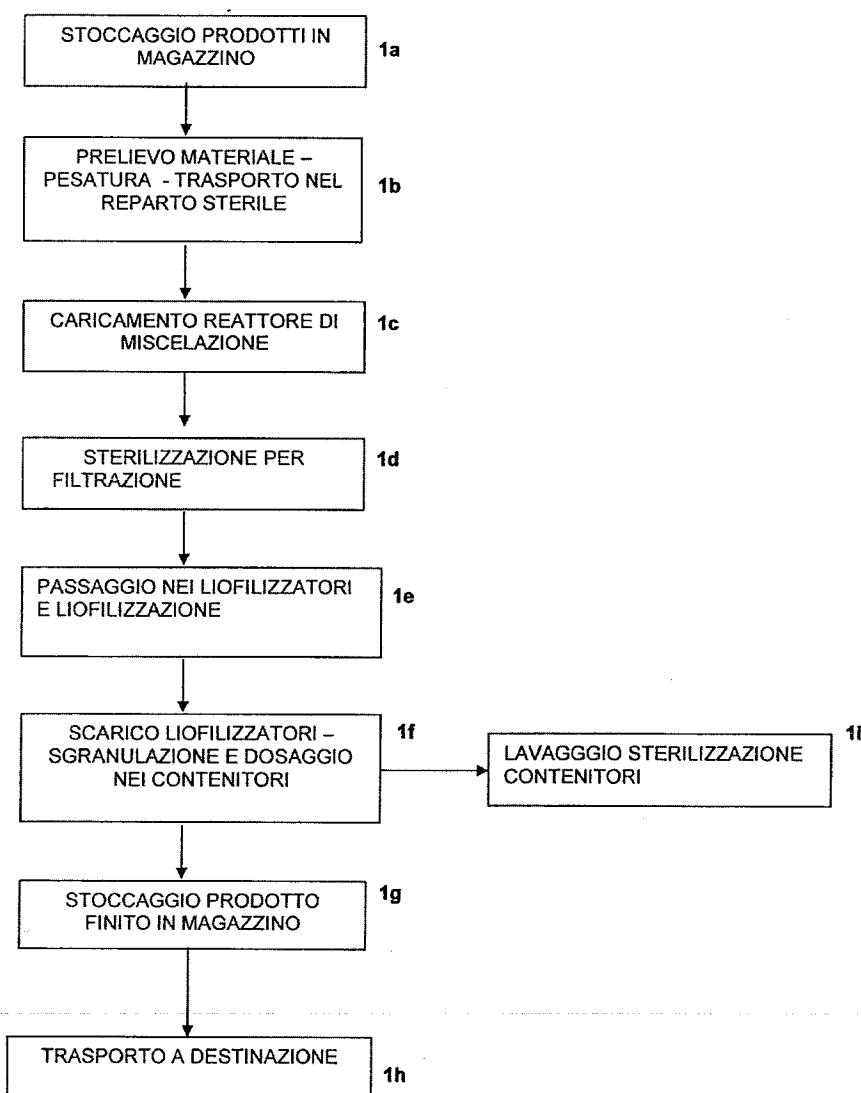 STOCCAGGIO PRODOTTI IN
MAGAZZINO
1a
PRELIEVO MATERIALE –
PESATURA - TRASPORTO NEL
REPARTO STERILE
1b
CARICAMENTO REATTORE DI
MISCELAZIONE
1c
STERILIZZAZIONE PER
FILTRAZIONE
1d
PASSAGGIO NEI LIOFILIZZATORI
E LIOFILIZZAZIONE
1e
SCARICO LIOFILIZZATORI –
SGRANULAZIONE E DOSAGGIO
NEI CONTENITORI
1f
LAVAGGGIO STERILIZZAZIONE
CONTENITORI
1i
STOCCAGGIO PRODOTTO
FINITO IN MAGAZZINO
1g
TRASPORTO A DESTINAZIONE
1h